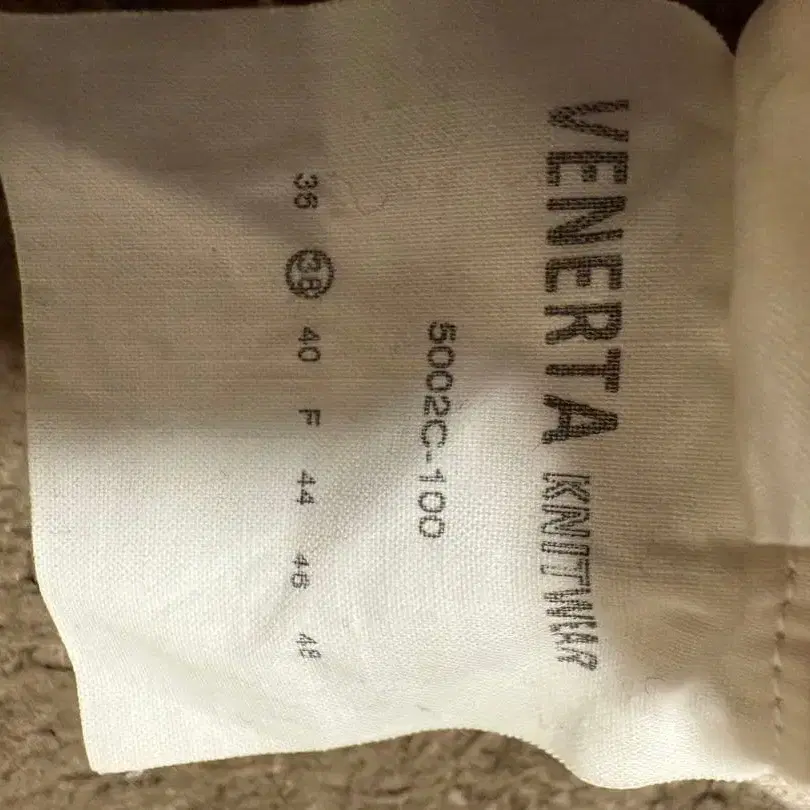 VENERTA KNITWAR
5002C-100
36 38 40 F 44 46 48